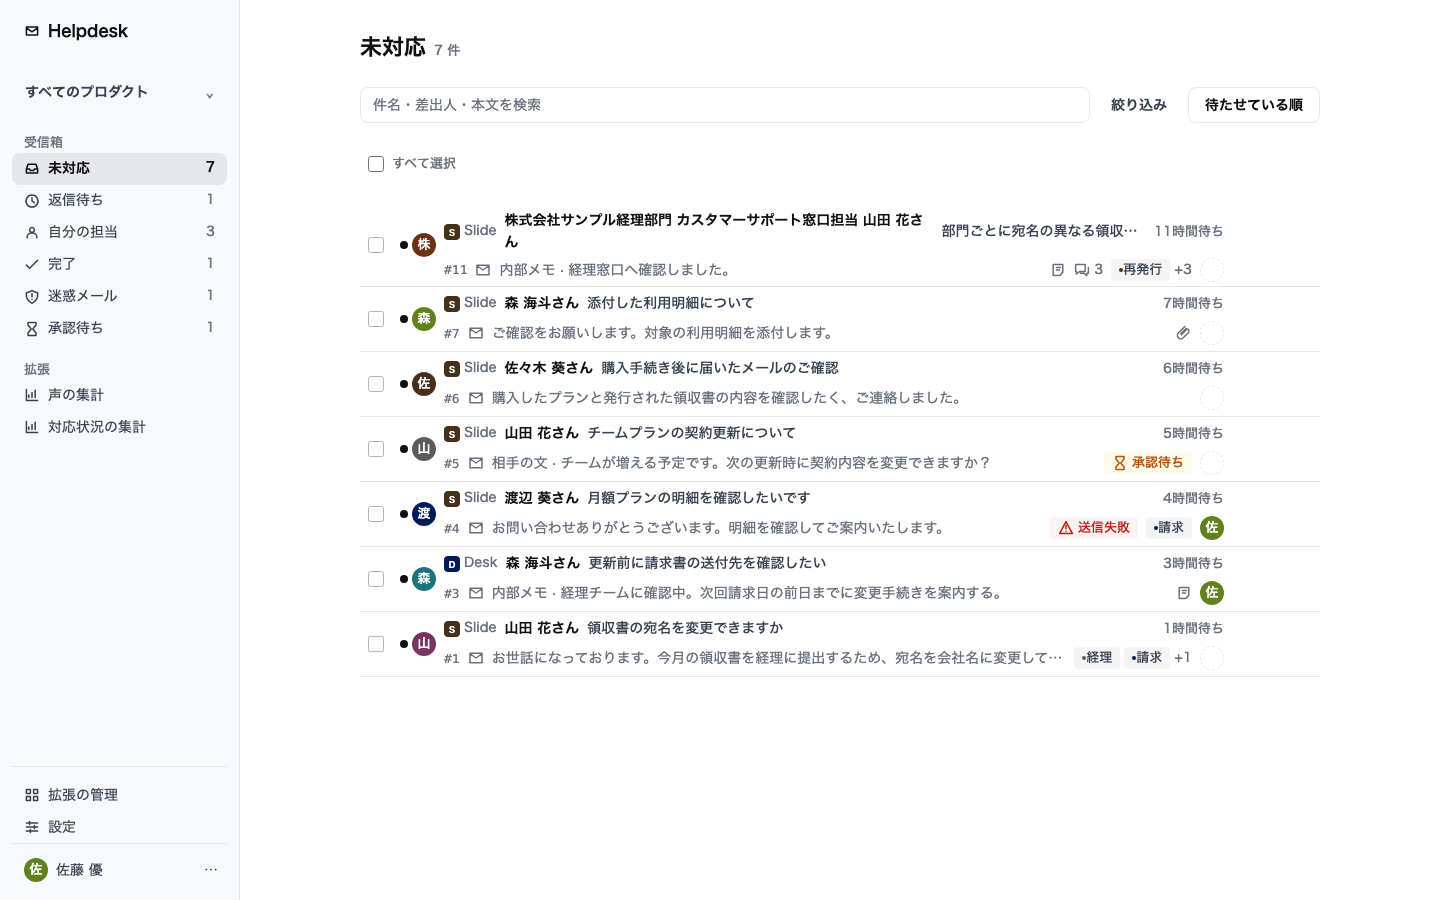 Helpdesk
すべてのプロダクト
受信箱
未対応 7
返信待ち 1
自分の担当 3
完了 1
迷惑メール 1
承認待ち 1
拡張
声の集計
対応状況の集計
拡張の管理
設定
佐 佐藤 優 …
未対応 7 件
件名・差出人・本文を検索 絞り込み 待たせている順
すべて選択
株 S Slide 株式会社サンプル経理部門 カスタマーサポート窓口担当 山田 花さ
ん
部門ごとに宛名の異なる領収… 11時間待ち
#11 内部メモ · 経理窓口へ確認しました。 3 •再発行 +3
森 S Slide 森 海斗さん 添付した利用明細について 7時間待ち
#7 ご確認をお願いします。対象の利用明細を添付します。
佐 S Slide 佐々木 葵さん 購入手続き後に届いたメールのご確認 6時間待ち
#6 購入したプランと発行された領収書の内容を確認したく、ご連絡しました。
山 S Slide 山田 花さん チームプランの契約更新について 5時間待ち
#5 相手の文 · チームが増える予定です。次の更新時に契約内容を変更できますか？ 承認待ち
渡 S Slide 渡辺 葵さん 月額プランの明細を確認したいです 4時間待ち
#4 お問い合わせありがとうございます。明細を確認してご案内いたします。 送信失敗 •請求 佐
森 D Desk 森 海斗さん 更新前に請求書の送付先を確認したい 3時間待ち
#3 内部メモ · 経理チームに確認中。次回請求日の前日までに変更手続きを案内する。 佐
山 S Slide 山田 花さん 領収書の宛名を変更できますか 1時間待ち
#1 お世話になっております。今月の領収書を経理に提出するため、宛名を会社名に変更して… •経理 •請求 +1